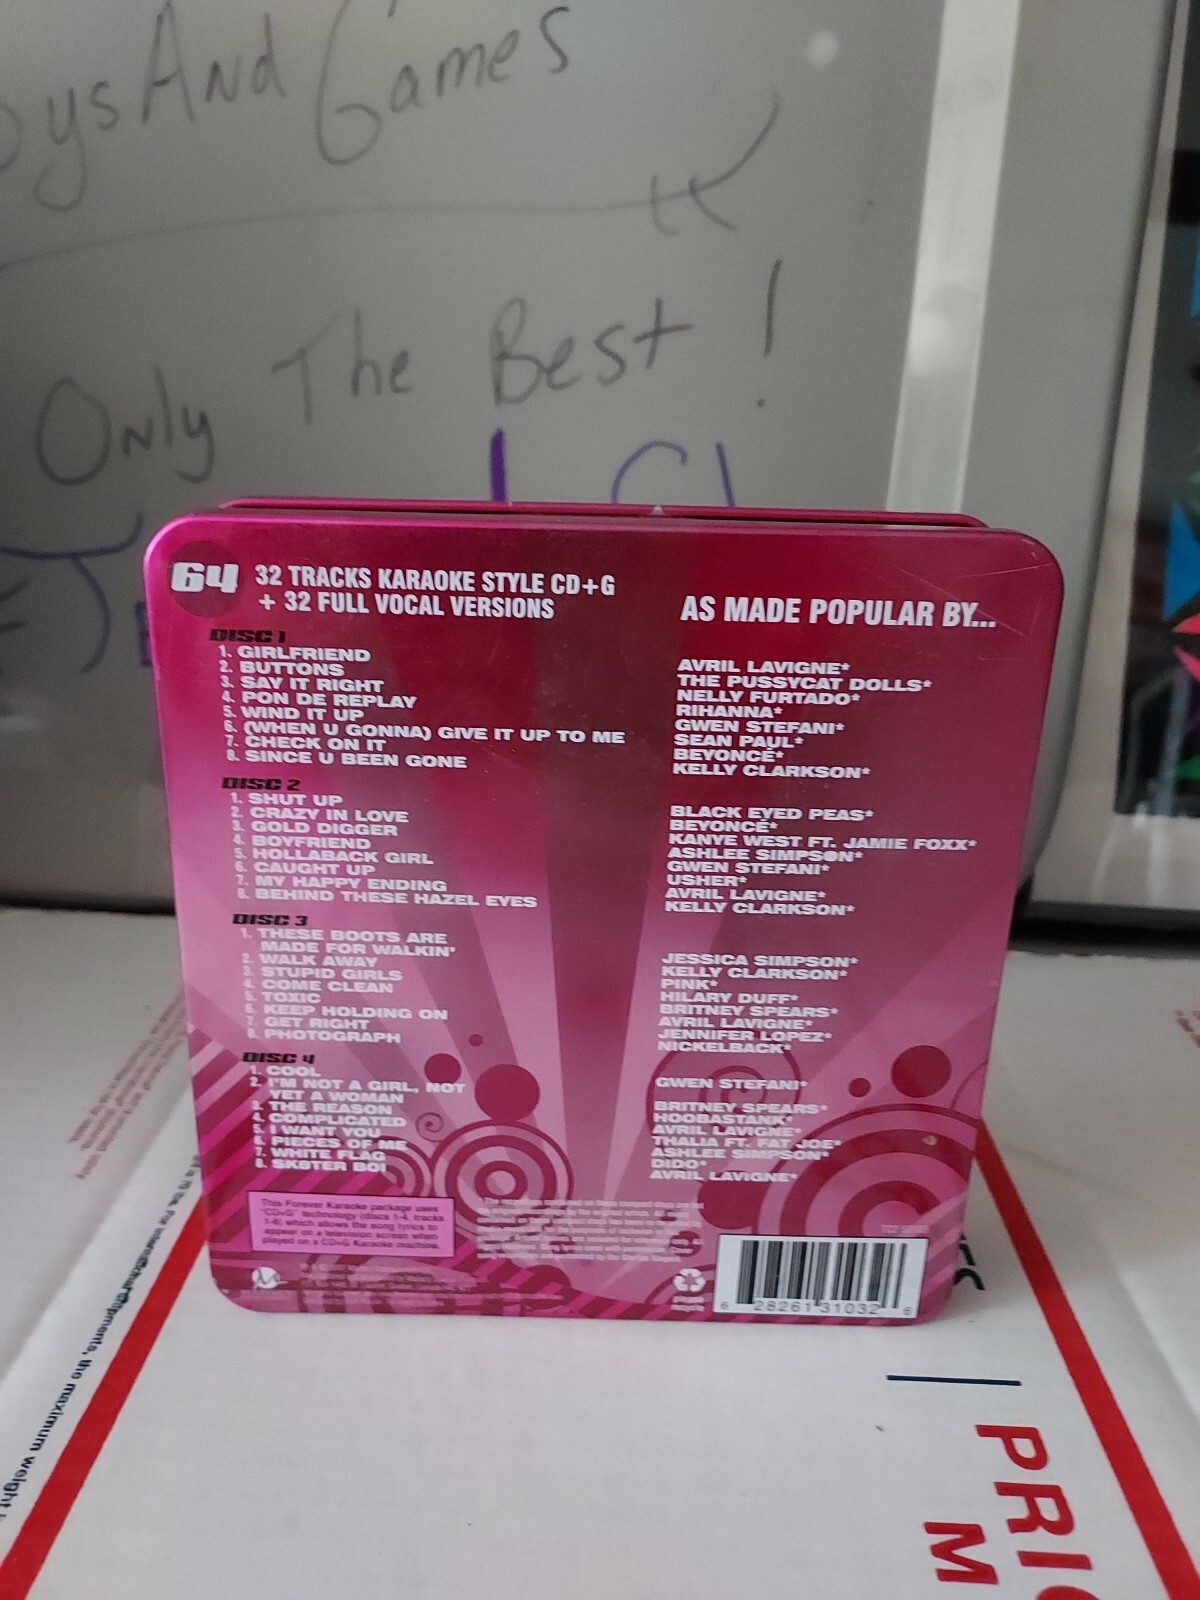 And Games
Only The Best!
64
32 TRACKS KARAOKE STYLE CD+G
+ 32 FULL VOCAL VERSIONS
AS MADE POPULAR BY...
DISC 1
1. GIRLFRIEND AVRIL LAVIGNE*
2. BUTTONS THE PUSSYCAT DOLLS*
3. SAY IT RIGHT NELLY FURTADO*
4. PON DE REPLAY RIHANNA*
5. WIND IT UP GWEN STEFANI*
6. (WHEN U GONNA) GIVE IT UP TO ME SEAN PAUL*
7. CHECK ON IT BEYONCÉ*
8. SINCE U BEEN GONE KELLY CLARKSON*
DISC 2
1. SHUT UP BLACK EYED PEAS*
2. CRAZY IN LOVE BEYONCÉ*
3. GOLD DIGGER KANYE WEST FT. JAMIE FOXX*
4. BOYFRIEND ASHLEE SIMPSON*
5. HOLLABACK GIRL GWEN STEFANI*
6. CAUGHT UP USHER*
7. MY HAPPY ENDING AVRIL LAVIGNE*
8. BEHIND THESE HAZEL EYES KELLY CLARKSON*
DISC 3
1. THESE BOOTS ARE
MADE FOR WALKIN' JESSICA SIMPSON*
2. WALK AWAY KELLY CLARKSON*
3. STUPID GIRLS PINK*
4. COME CLEAN HILARY DUFF*
5. TOXIC BRITNEY SPEARS*
6. KEEP HOLDING ON AVRIL LAVIGNE*
7. GET RIGHT JENNIFER LOPEZ*
8. PHOTOGRAPH NICKELBACK*
DISC 4
1. COOL GWEN STEFANI*
2. I'M NOT A GIRL, NOT
YET A WOMAN BRITNEY SPEARS*
3. THE REASON HOOBASTANK*
4. COMPLICATED AVRIL LAVIGNE*
5. I WANT YOU THALIA FT. FAT JOE*
6. PIECES OF ME ASHLEE SIMPSON*
7. WHITE FLAG DIDO*
8. SK8TER BOI AVRIL LAVIGNE*
This Forever Karaoke package uses
"CD+G" technology (discs 1-4, tracks
1-8) which allows the song lyrics to
appear on a television screen when
played on a CD+G Karaoke machine.
6 28261 31032 6
PRIO
M
shipments, the maximum weight